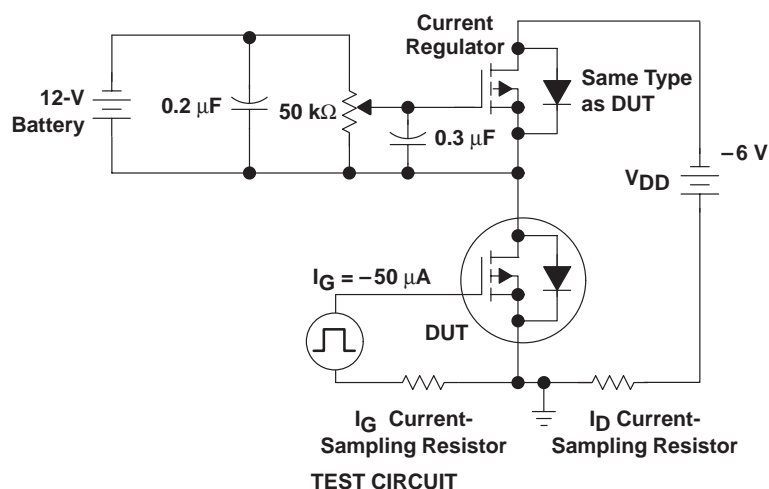 Current
Regulator
12-V
Battery
0.2 μF
50 kΩ
0.3 μF
Same Type
as DUT
−6 V
VDD
IG = −50 μA
DUT
IG Current-
Sampling Resistor
ID Current-
Sampling Resistor
TEST CIRCUIT